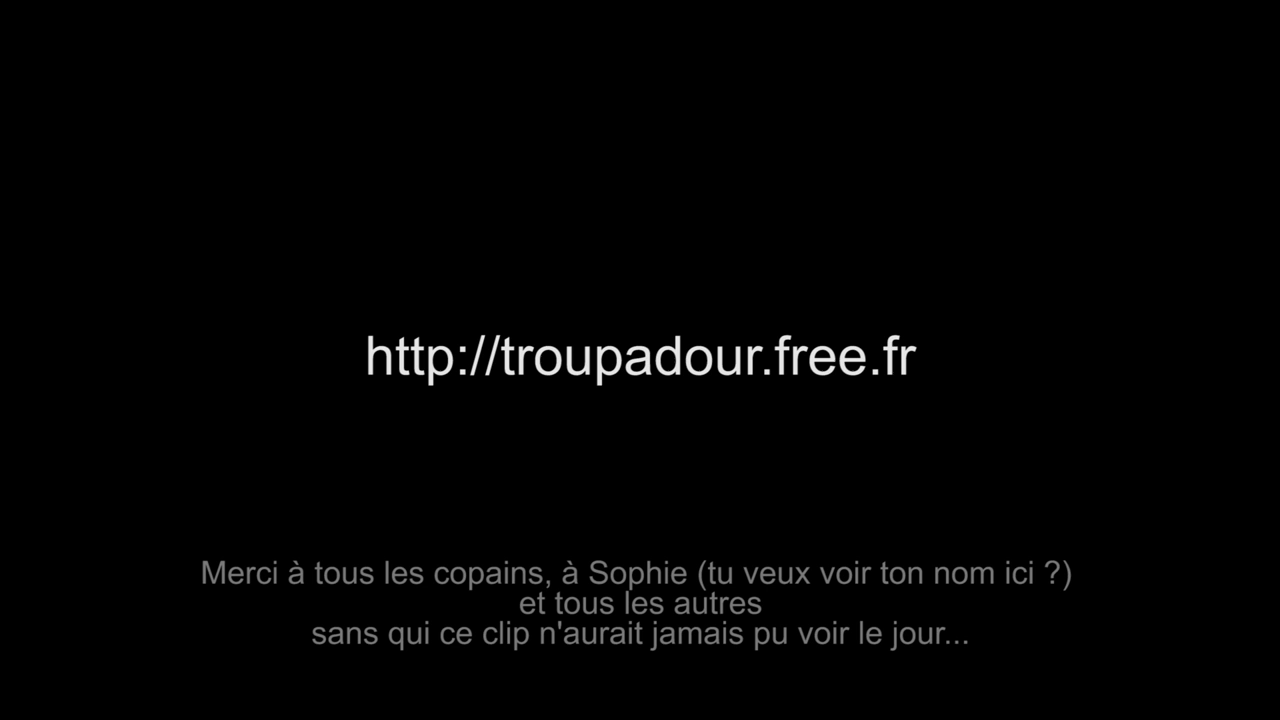 http://troupadour.free.fr
Merci à tous les copains, à Sophie (tu veux voir ton nom ici ?)
et tous les autres
sans qui ce clip n'aurait jamais pu voir le jour...